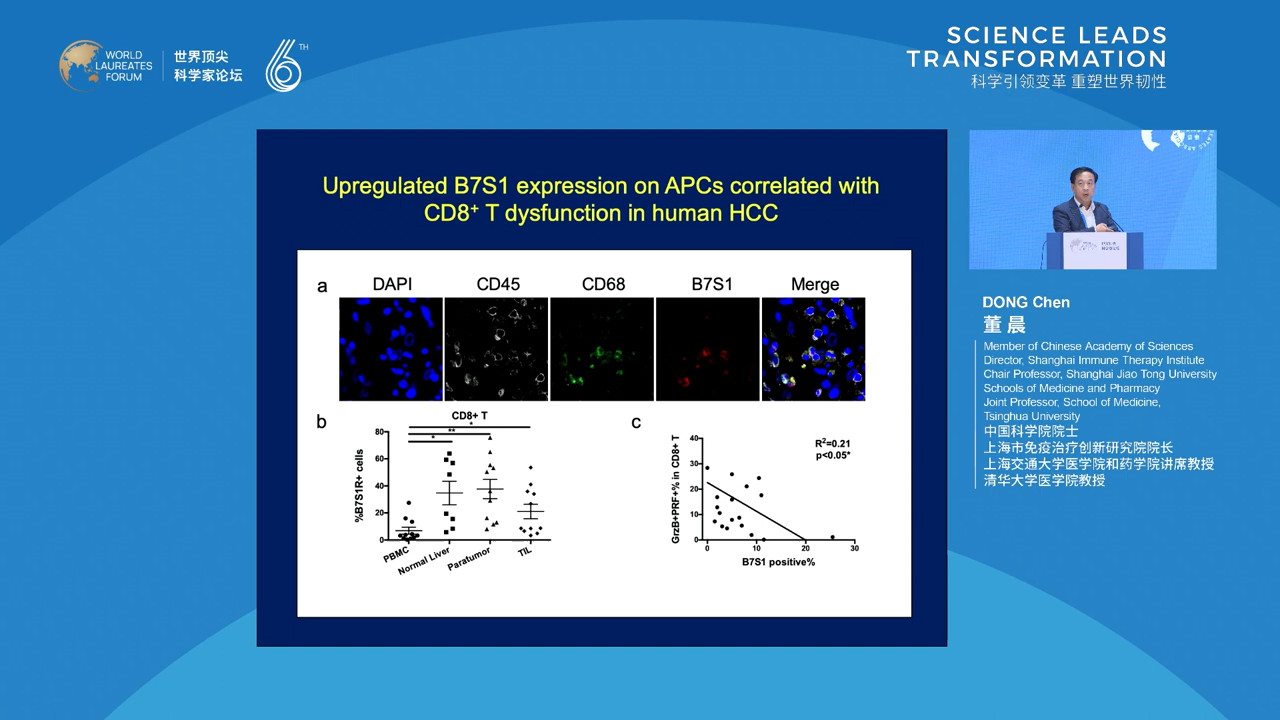 WORLD
LAUREATES
FORUM
世界顶尖
科学家论坛
6TH
SCIENCE LEADS
TRANSFORMATION
科学引领变革 重塑世界韧性
Upregulated B7S1 expression on APCs correlated with
CD8+ T dysfunction in human HCC
a
DAPI
CD45
CD68
B7S1
Merge
b
CD8+ T
*
**
*
%B7S1R+ cells
80
60
40
20
0
PBMC
Normal Liver
Paratumor
TIL
c
R2=0.21
p<0.05*
GrzB+PRF+% in CD8+ T
40
30
20
10
0
0
10
20
30
B7S1 positive%
DONG Chen
董 晨
Member of Chinese Academy of Sciences
Director, Shanghai Immune Therapy Institute
Chair Professor, Shanghai Jiao Tong University
Schools of Medicine and Pharmacy
Joint Professor, School of Medicine,
Tsinghua University
中国科学院院士
上海市免疫治疗创新研究院院长
上海交通大学医学院和药学院讲席教授
清华大学医学院教授